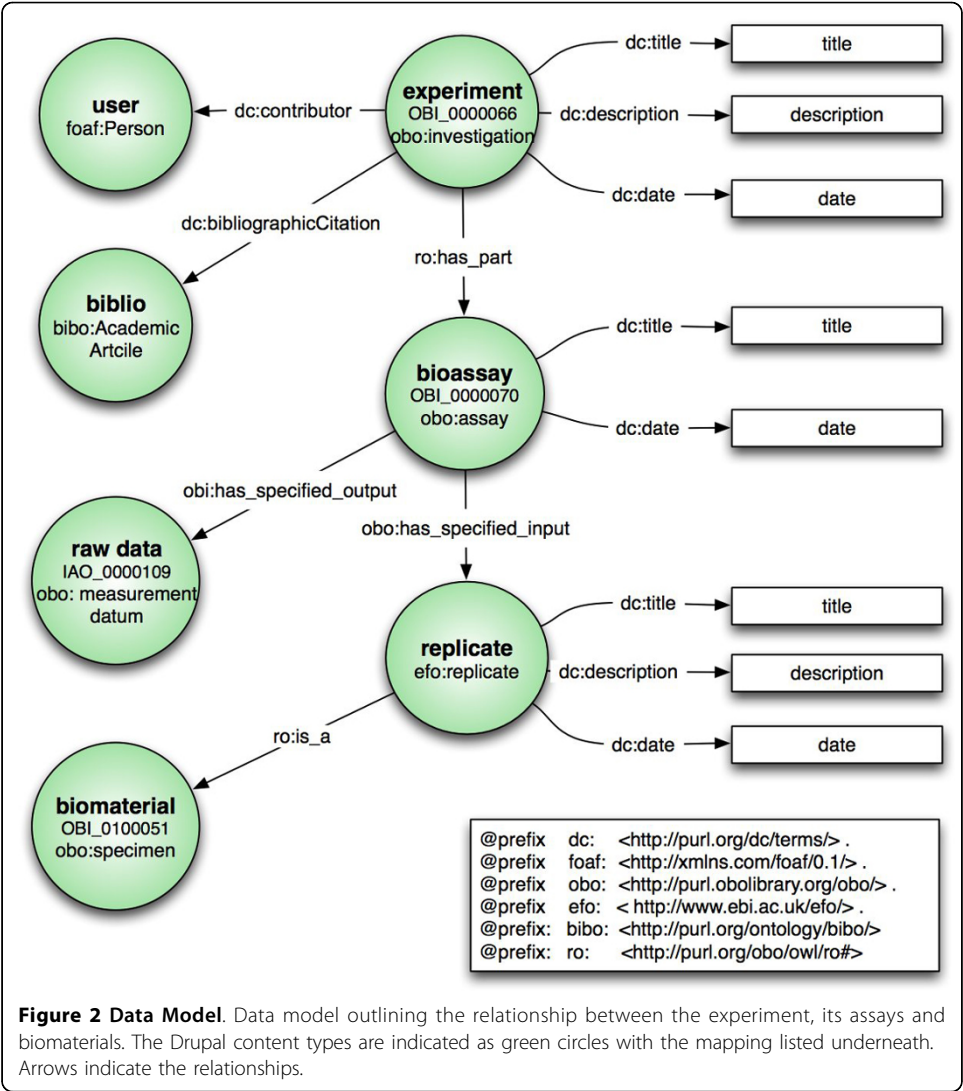 dc:title
title
experiment
OBI_0000066
obo:investigation
user
foaf:Person
dc:contributor
dc:description
description
dc:date
date
dc:bibliographicCitation
ro:has_part
biblio
bibo:Academic
Artcile
dc:title
title
bioassay
OBI_0000070
obo:assay
dc:date
date
obi:has_specified_output
obo:has_specified_input
raw data
IAO_0000109
obo: measurement
datum
dc:title
title
replicate
efo:replicate
dc:description
description
ro:is_a
dc:date
date
biomaterial
OBI_0100051
obo:specimen
@prefix dc: <http://purl.org/dc/terms/> .
@prefix foaf: <http://xmlns.com/foaf/0.1/> .
@prefix obo: <http://purl.obolibrary.org/obo/> .
@prefix efo: < http://www.ebi.ac.uk/efo/> .
@prefix: bibo: <http://purl.org/ontology/bibo/>
@prefix: ro: <http://purl.org/obo/owl/ro#>
Figure 2 Data Model. Data model outlining the relationship between the experiment, its assays and
biomaterials. The Drupal content types are indicated as green circles with the mapping listed underneath.
Arrows indicate the relationships.